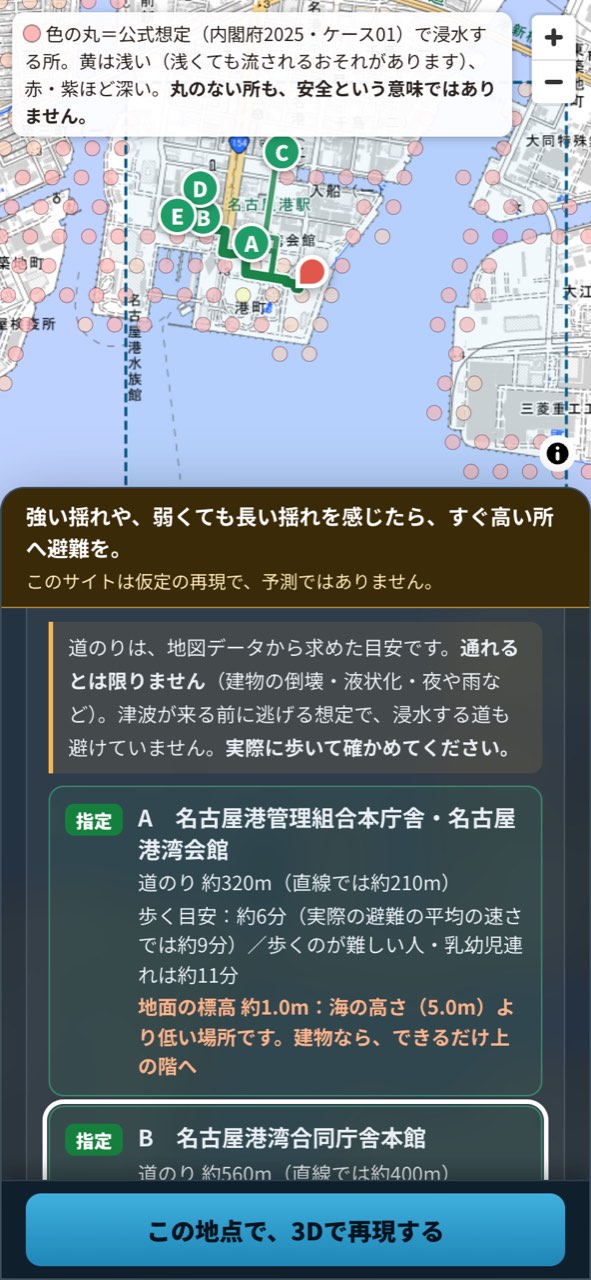 色の丸＝公式想定（内閣府2025・ケース01）で浸水す
る所。黄は浅い（浅くても流されるおそれがあります）、
赤・紫ほど深い。丸のない所も、安全という意味ではあり
ません。
+
−
154
C
大同特殊
D
入船
名古屋港駅
E
B
A
会館
築地町
大江
港町
名古屋港水族館
三菱重工
i
強い揺れや、弱くても長い揺れを感じたら、すぐ高い所
へ避難を。
このサイトは仮定の再現で、予測ではありません。
道のりは、地図データから求めた目安です。通れる
とは限りません（建物の倒壊・液状化・夜や雨な
ど）。津波が来る前に逃げる想定で、浸水する道も
避けていません。実際に歩いて確かめてください。
指定
A　名古屋港管理組合本庁舎・名古屋
港湾会館
道のり 約320m（直線では約210m）
歩く目安：約6分（実際の避難の平均の速さ
では約9分）／歩くのが難しい人・乳幼児連
れは約11分
地面の標高 約1.0m：海の高さ（5.0m）よ
り低い場所です。建物なら、できるだけ上
の階へ
指定
B　名古屋港湾合同庁舎本館
道のり 約560m（直線では約400m）
この地点で、3Dで再現する